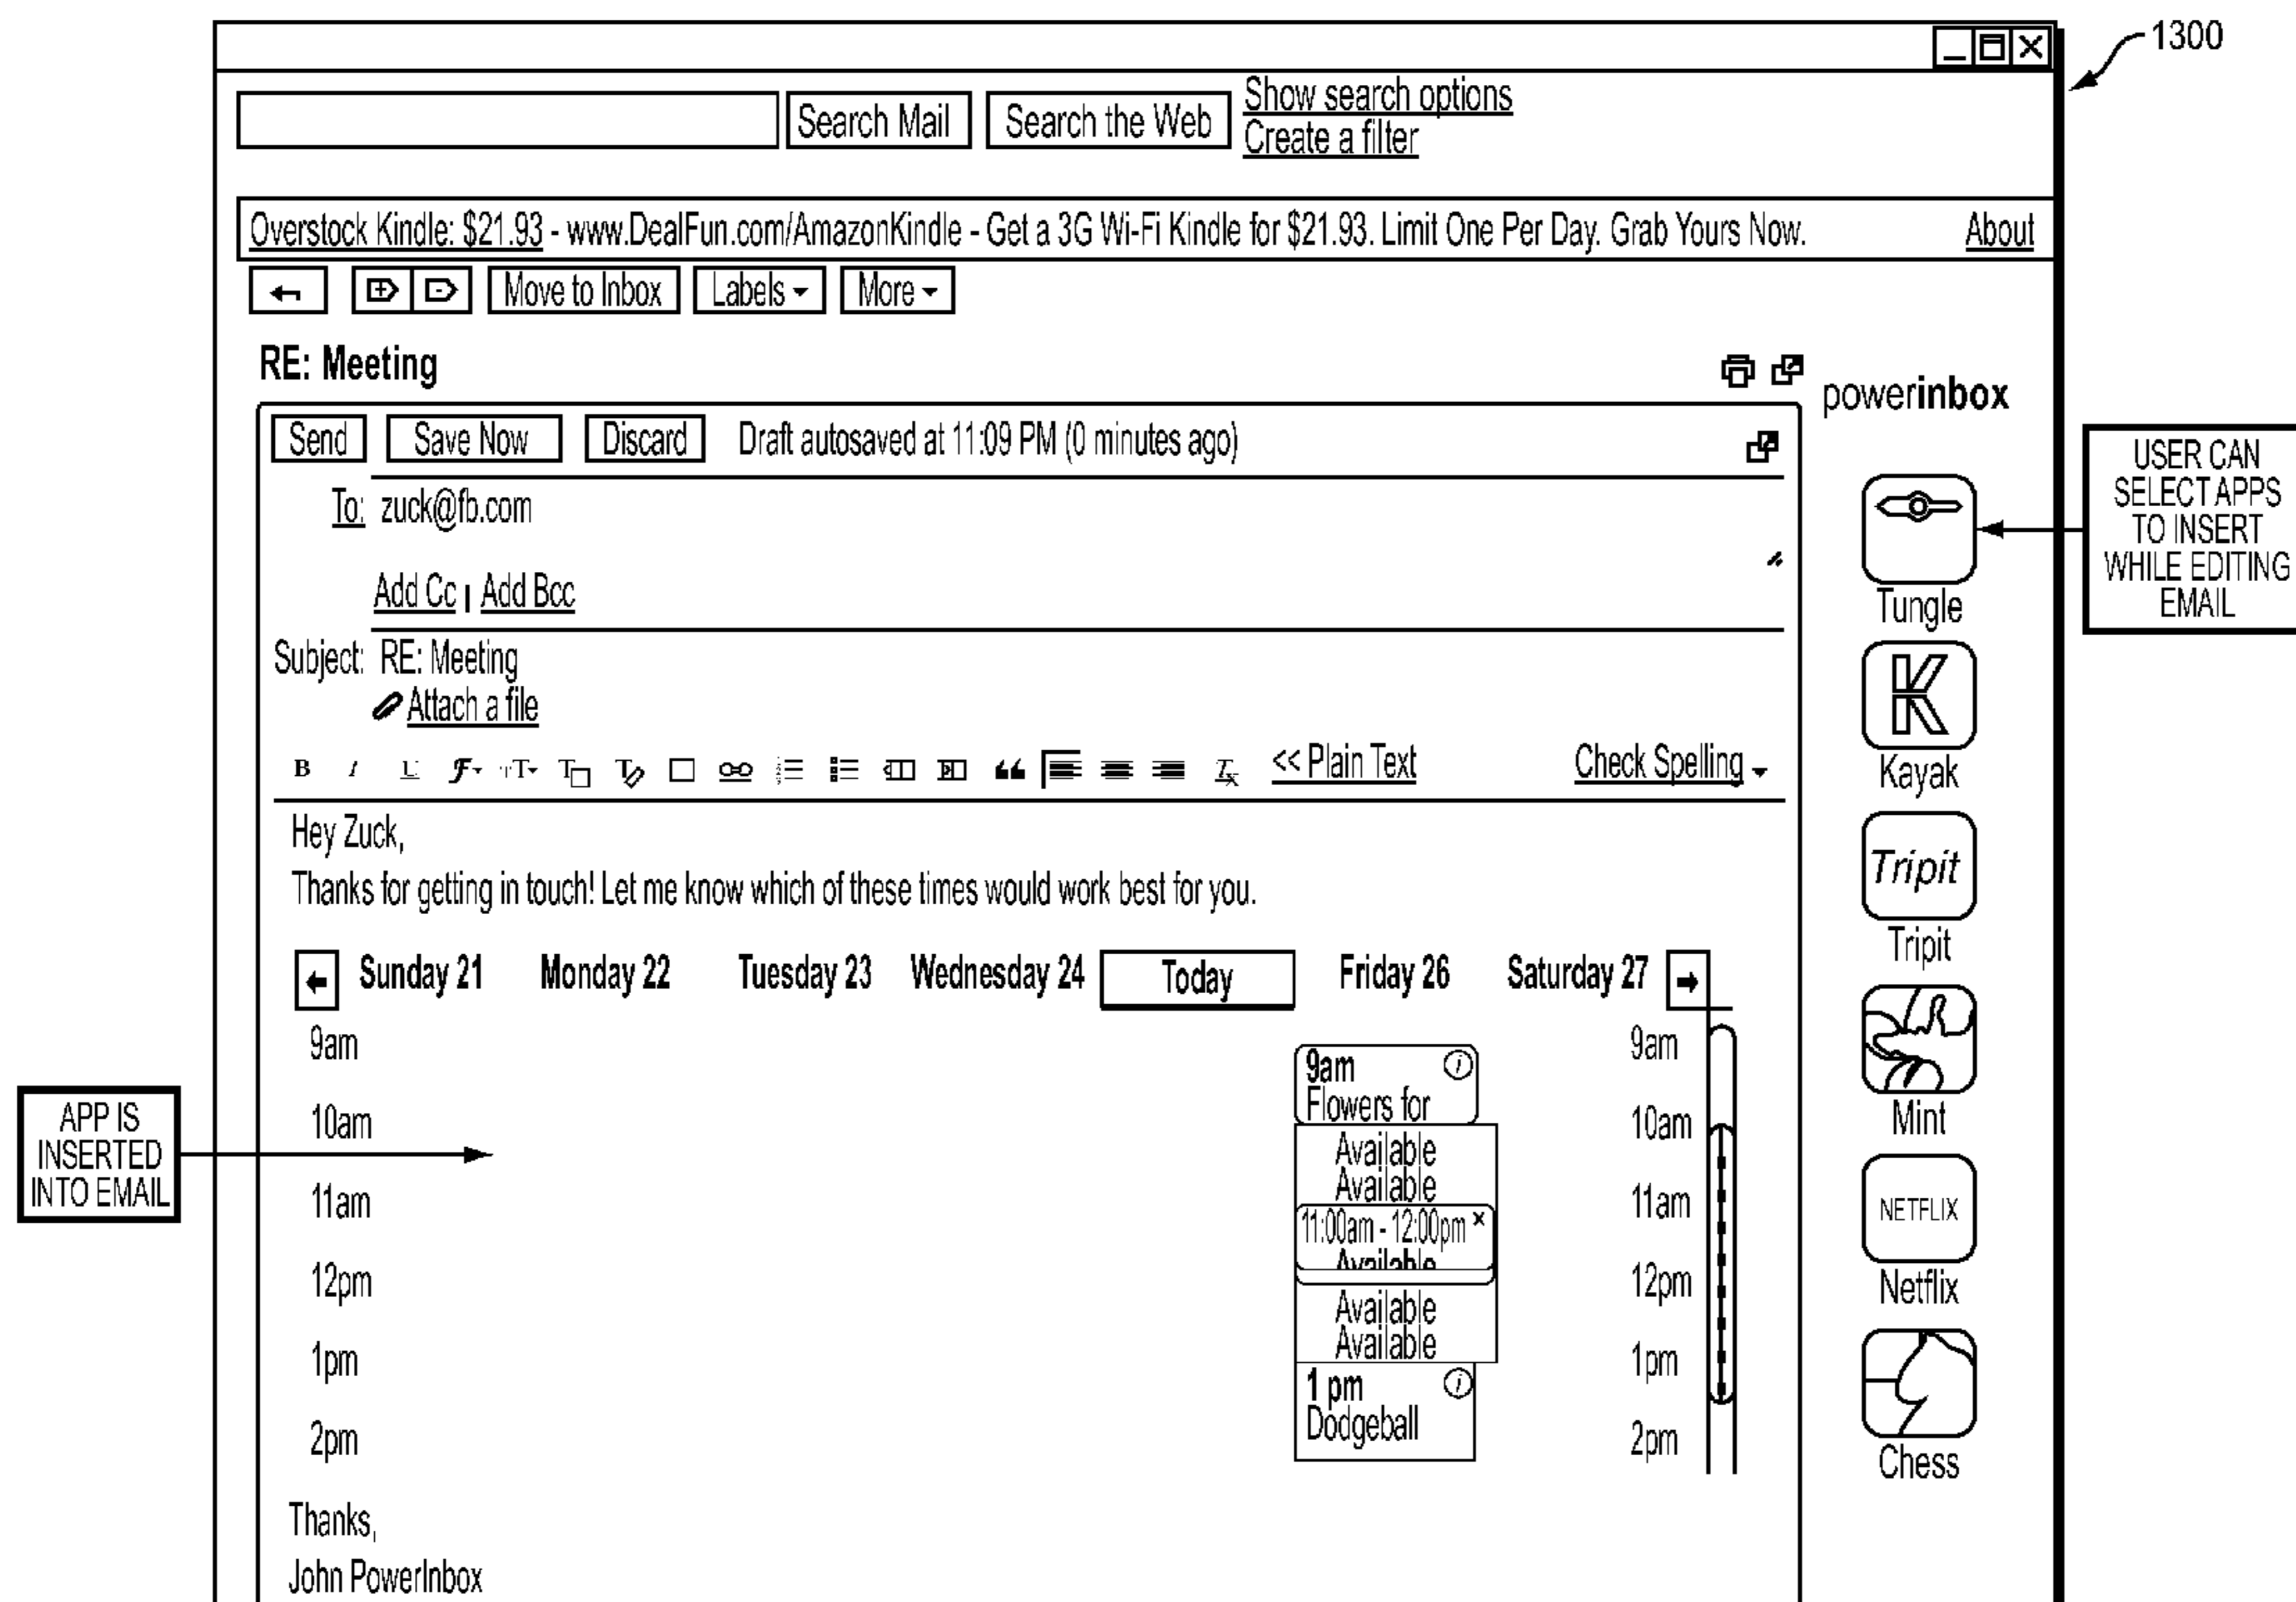 1300
Search Mail Search the Web Show search options
Create a filter
Overstock Kindle: $21.93 - www.DealFun.com/AmazonKindle - Get a 3G Wi-Fi Kindle for $21.93. Limit One Per Day. Grab Yours Now. About
Move to Inbox Labels More
RE: Meeting
powerinbox
Send Save Now Discard Draft autosaved at 11:09 PM (0 minutes ago)
To: zuck@fb.com
Add Cc | Add Bcc
Subject: RE: Meeting
Attach a file
B I U F TT T T Tx << Plain Text Check Spelling
Hey Zuck,
Thanks for getting in touch! Let me know which of these times would work best for you.
Sunday 21 Monday 22 Tuesday 23 Wednesday 24 Today Friday 26 Saturday 27
9am
10am
11am
12pm
1pm
2pm
9am i
Flowers for
Available
Available
11:00am - 12:00pm x
Available
Available
Available
1 pm i
Dodgeball
9am
10am
11am
12pm
1pm
2pm
Thanks,
John PowerInbox
USER CAN
SELECT APPS
TO INSERT
WHILE EDITING
EMAIL
Tungle
K
Kayak
Tripit
Tripit
Mint
NETFLIX
Netflix
Chess
APP IS
INSERTED
INTO EMAIL